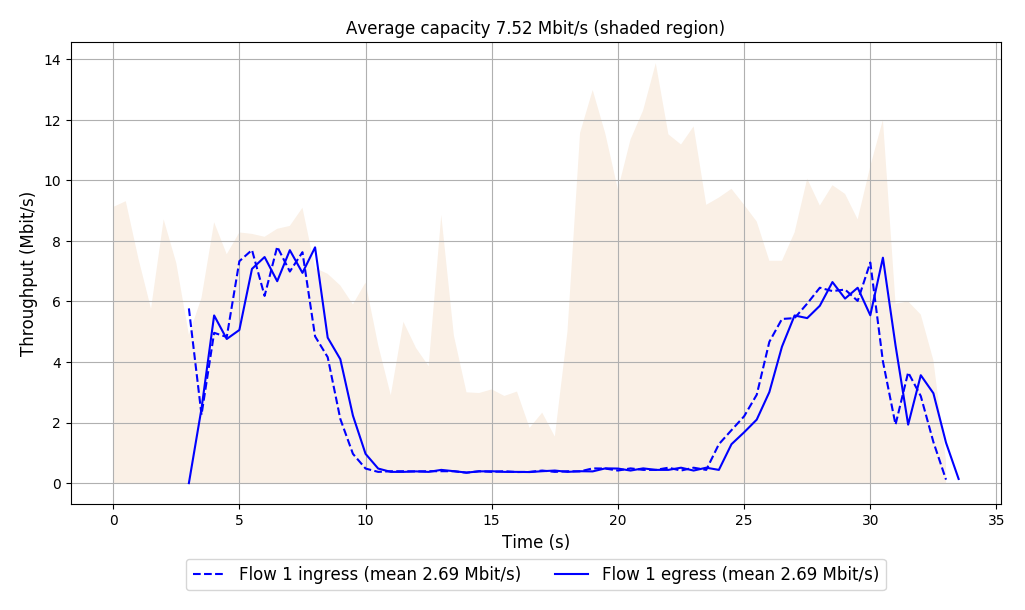 Average capacity 7.52 Mbit/s (shaded region)
14
12
10
8
6
4
2
0
Throughput (Mbit/s)
0 5 10 15 20 25 30 35
Time (s)
Flow 1 ingress (mean 2.69 Mbit/s) Flow 1 egress (mean 2.69 Mbit/s)